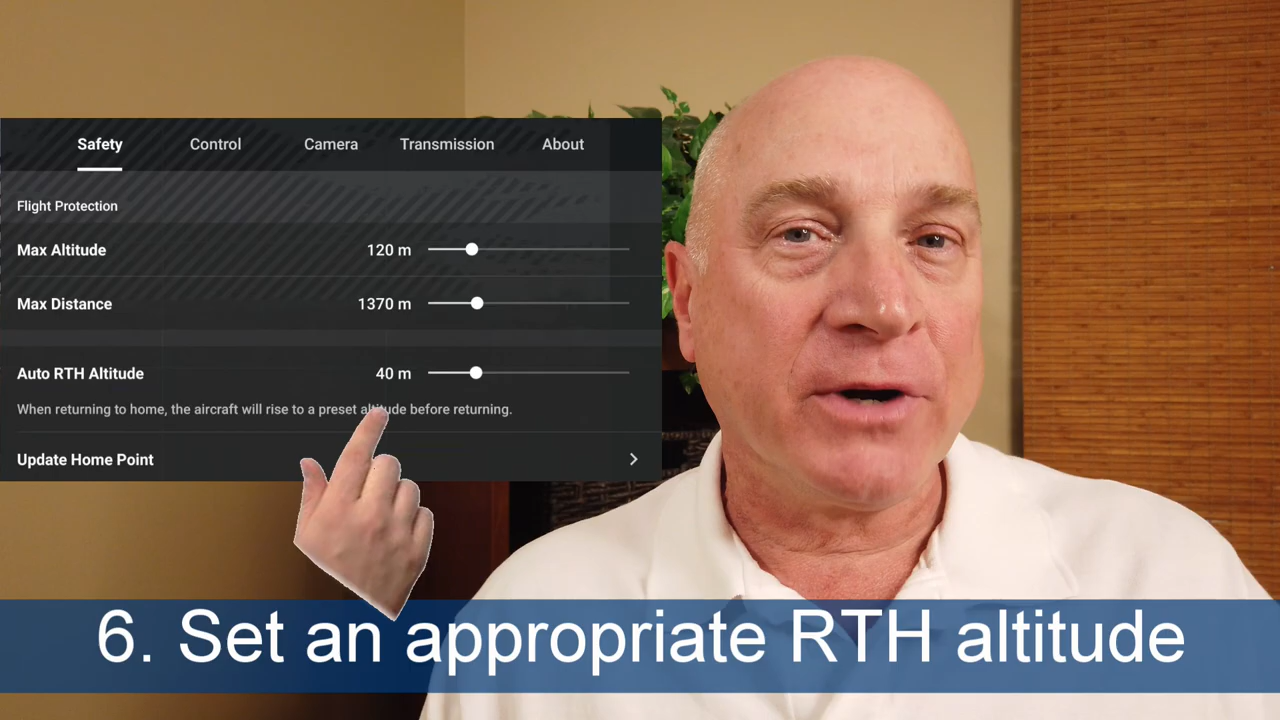 Safety Control Camera Transmission About
Flight Protection
Max Altitude 120 m
Max Distance 1370 m
Auto RTH Altitude 40 m
When returning to home, the aircraft will rise to a preset altitude before returning.
Update Home Point
6. Set an appropriate RTH altitude